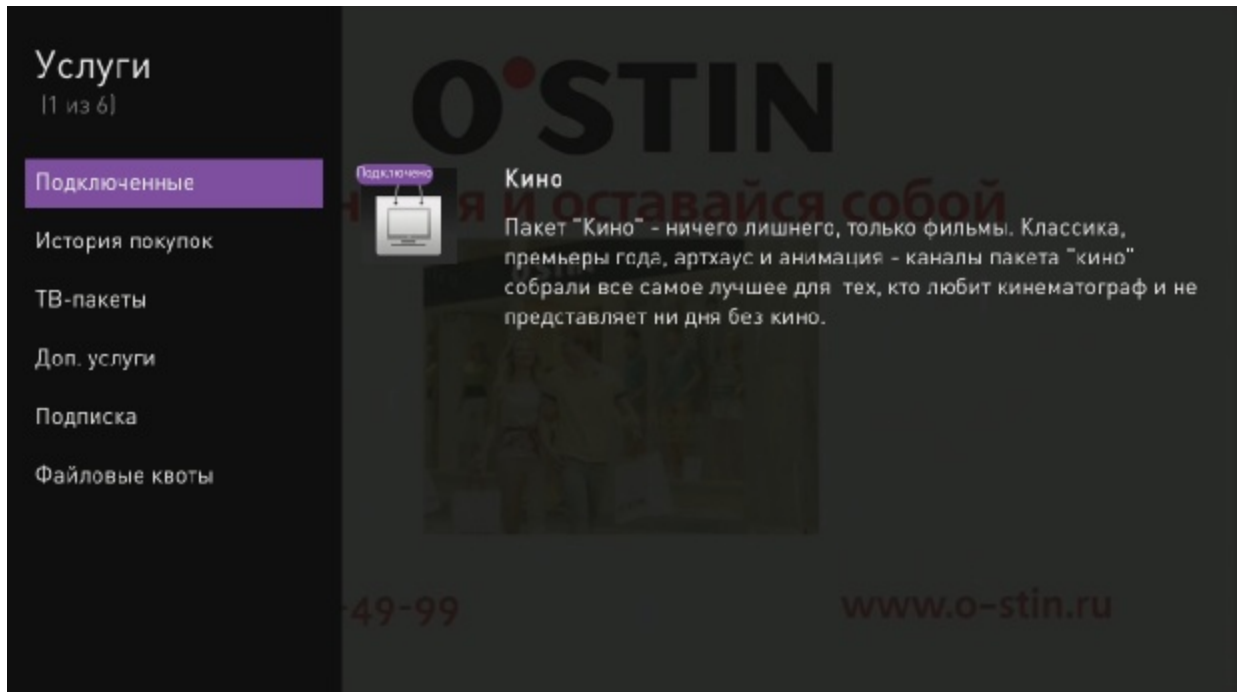 Услуги
(1 из 6)
Подключенные
История покупок
ТВ-пакеты
Доп. услуги
Подписка
Файловые квоты
Подключено
Кино
Пакет "Кино" - ничего лишнего, только фильмы. Классика,
премьеры года, артхаус и анимация - каналы пакета "кино"
собрали все самое лучшее для тех, кто любит кинематограф и не
представляет ни дня без кино.
O'STIN
и оставайся собой
O'STIN
-49-99
www.o-stin.ru